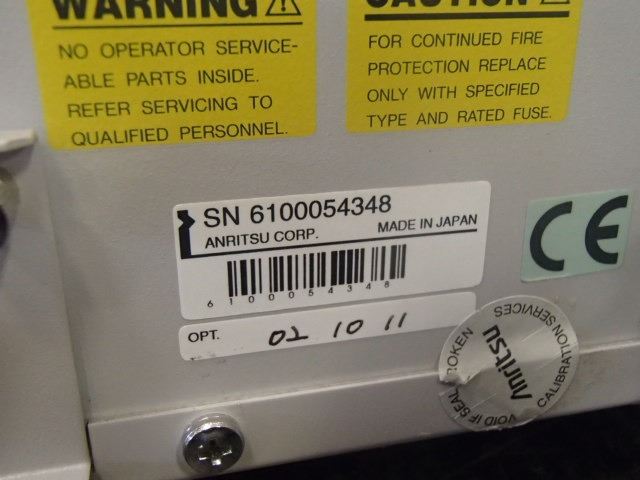 WARNING
NO OPERATOR SERVICE-
ABLE PARTS INSIDE.
REFER SERVICING TO
QUALIFIED PERSONNEL.
CAUTION
FOR CONTINUED FIRE
PROTECTION REPLACE
ONLY WITH SPECIFIED
TYPE AND RATED FUSE.
SN 6100054348
ANRITSU CORP. MADE IN JAPAN
6100054348
CE
OPT. 02 10 11
CALIBRATION SERVICES
Anritsu
VOID IF SEAL BROKEN